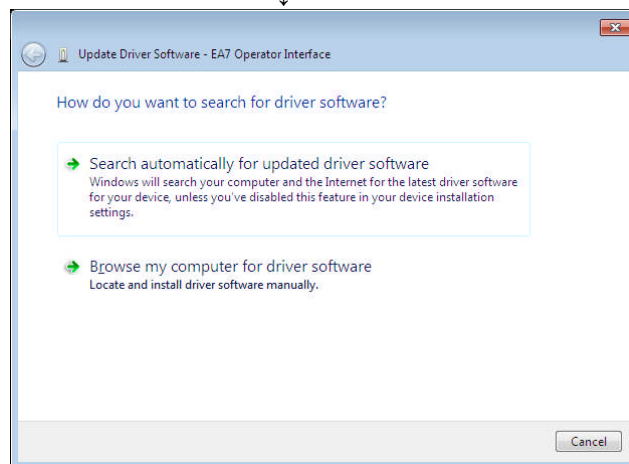 Update Driver Software - EA7 Operator Interface
How do you want to search for driver software?
Search automatically for updated driver software
Windows will search your computer and the Internet for the latest driver software
for your device, unless you've disabled this feature in your device installation
settings.
Browse my computer for driver software
Locate and install driver software manually.
Cancel